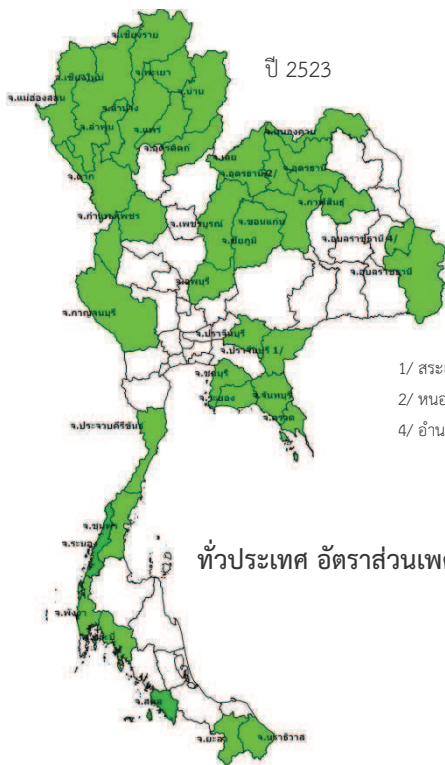 ปี 2523
จ.เชียงราย
จ.พะเยา
จ.เชียงใหม่
จ.น่าน
จ.แม่ฮ่องสอน
จ.ลำปาง
จ.ลำพูน
จ.แพร่
จ.อุตรดิตถ์
จ.หนองคาย
จ.เลย
จ.อุดรธานี
จ.อุดรธานี 2/
จ.ตาก
จ.กาฬสินธุ์
จ.กำแพงเพชร
จ.เพชรบูรณ์
จ.ขอนแก่น
จ.ชัยภูมิ
จ.อุบลราชธานี 4/
จ.อุบลราชธานี
จ.ลพบุรี
จ.กาญจนบุรี
จ.ปราจีนบุรี
จ.ปราจีนบุรี 1/
1/ สระ
2/ หนอ
4/ อำน
จ.ชลบุรี
จ.ระยอง
จ.จันทบุรี
จ.ตราด
จ.ประจวบคีรีขันธ์
จ.ชุมพร
จ.ระนอง
ทั่วประเทศ อัตราส่วนเพ
จ.พังงา
จ.กระบี่
จ.สตูล
จ.ยะลา
จ.นราธิวาส